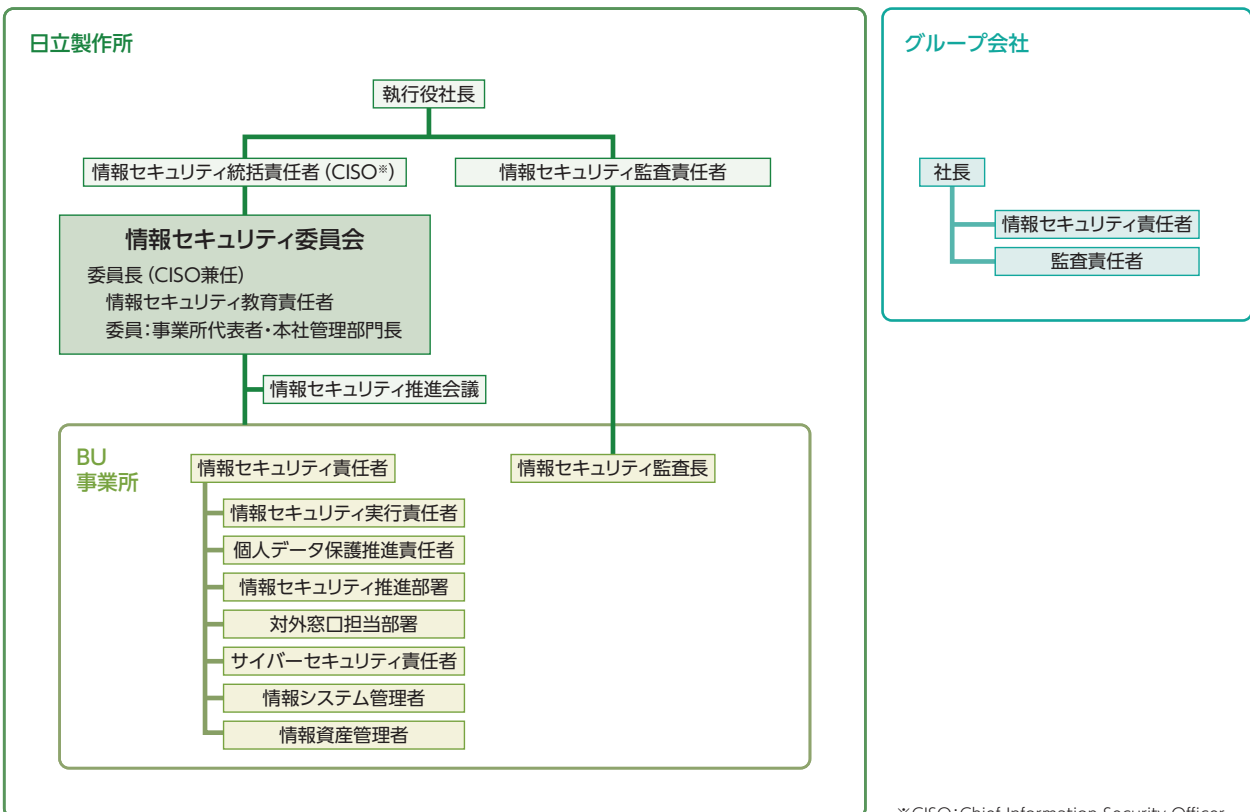 日立製作所
執行役社長
情報セキュリティ統括責任者 (CISO※)
情報セキュリティ監査責任者
情報セキュリティ委員会
委員長 (CISO兼任)
情報セキュリティ教育責任者
委員：事業所代表者・本社管理部門長
情報セキュリティ推進会議
BU
事業所
情報セキュリティ責任者
情報セキュリティ監査長
情報セキュリティ実行責任者
個人データ保護推進責任者
情報セキュリティ推進部署
対外窓口担当部署
サイバーセキュリティ責任者
情報システム管理者
情報資産管理者
グループ会社
社長
情報セキュリティ責任者
監査責任者
※CISO：Chief Information Security Officer